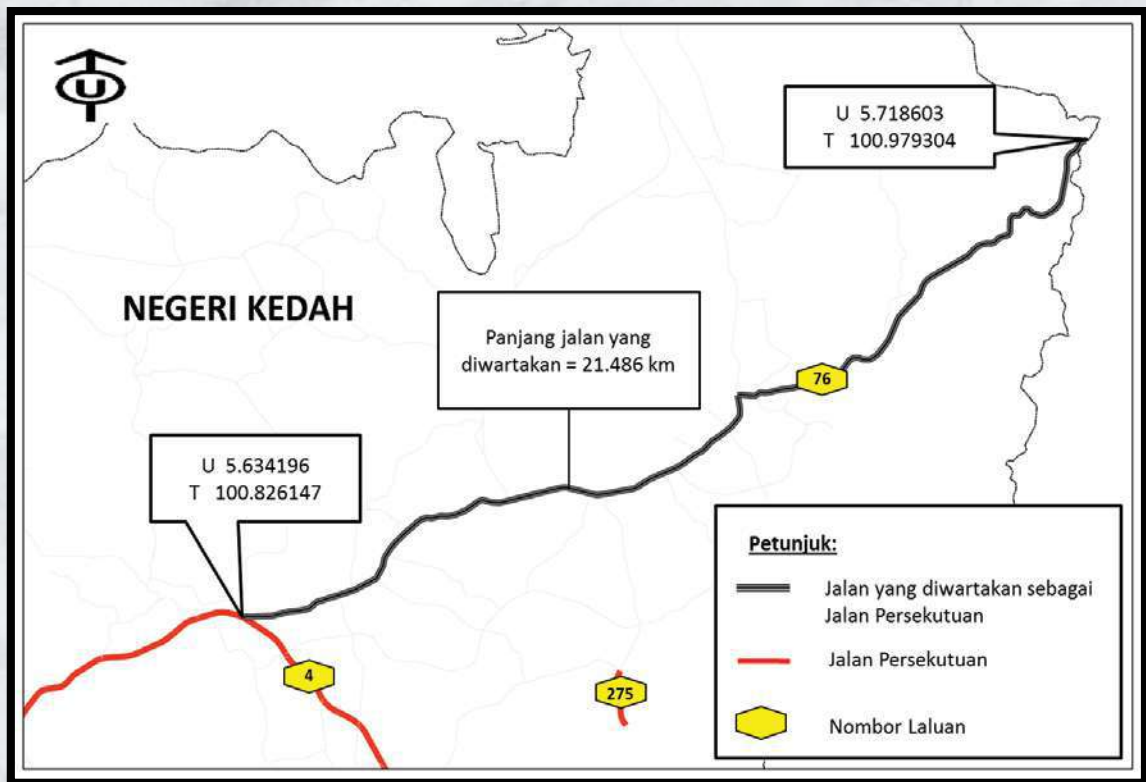 U
U 5.718603
T 100.979304
NEGERI KEDAH
Panjang jalan yang
diwartakan = 21.486 km
76
U 5.634196
T 100.826147
4
275
Petunjuk:
Jalan yang diwartakan sebagai
Jalan Persekutuan
Jalan Persekutuan
Nombor Laluan